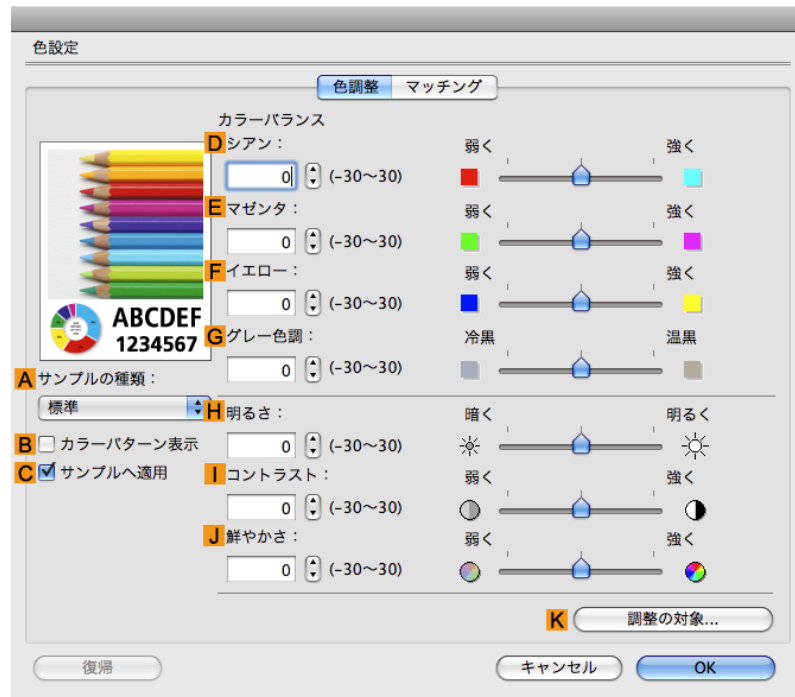 色設定
色調整 マッチング
カラーバランス
D シアン： 弱く 強く
0 (-30〜30)
E マゼンタ： 弱く 強く
0 (-30〜30)
F イエロー： 弱く 強く
0 (-30〜30)
ABCDEF
1234567
G グレー色調： 冷黒 温黒
0 (-30〜30)
A サンプルの種類：
標準
H 明るさ： 暗く 明るく
0 (-30〜30)
B カラーパターン表示
C サンプルへ適用
I コントラスト： 弱く 強く
0 (-30〜30)
J 鮮やかさ： 弱く 強く
0 (-30〜30)
K 調整の対象...
復帰 キャンセル OK